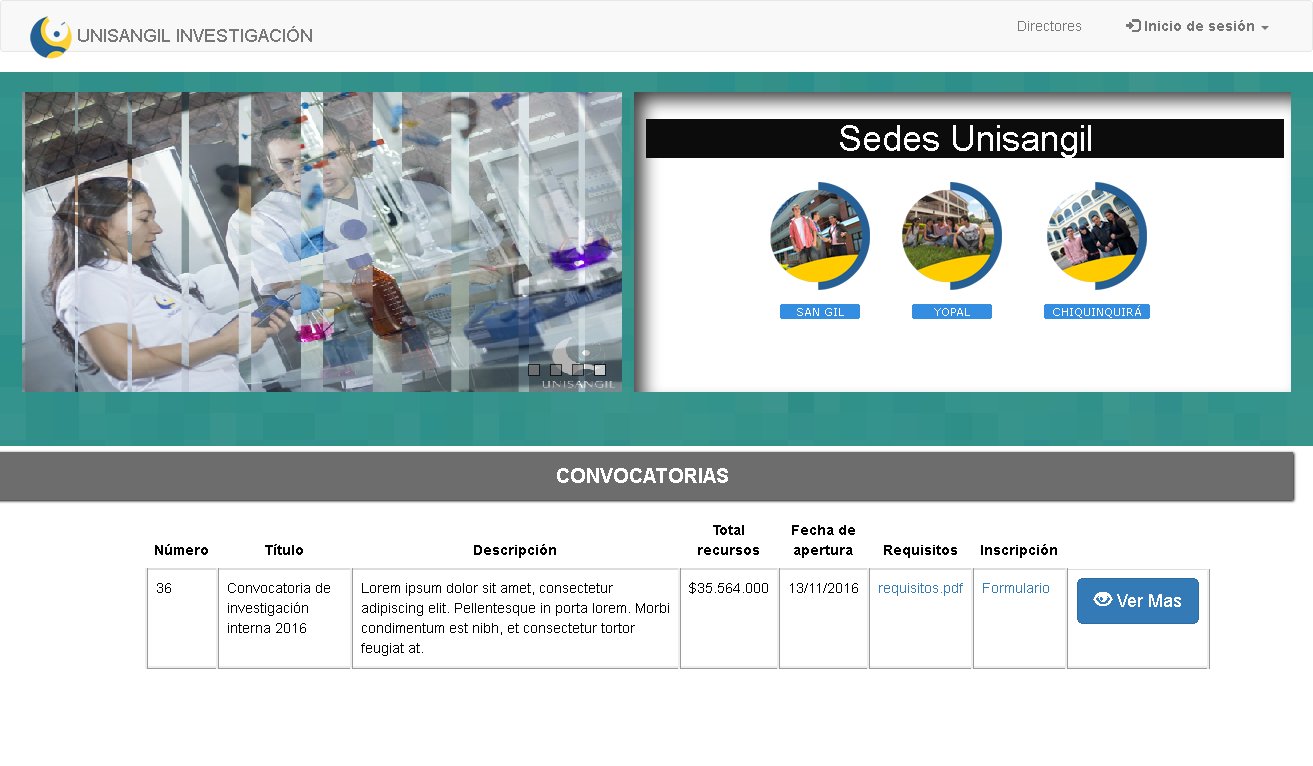 UNISANGIL INVESTIGACIÓN
Directores
Inicio de sesión
Sedes Unisangil
SAN GIL
YOPAL
CHIQUINQUIRÁ
UNISANGIL
CONVOCATORIAS
Número
Título
Descripción
Total
recursos
Fecha de
apertura
Requisitos
Inscripción
36
Convocatoria de
investigación
interna 2016
Lorem ipsum dolor sit amet, consectetur
adipiscing elit. Pellentesque in porta lorem. Morbi
condimentum est nibh, et consectetur tortor
feugiat at.
$35.564.000
13/11/2016
requisitos.pdf
Formulario
Ver Mas